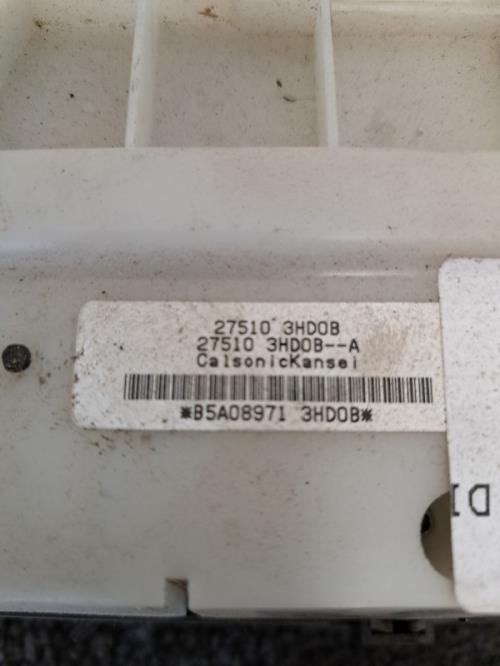 27510 3HD0B
27510 3HD0B--A
CalsonicKansei
*B5A08971 3HD0B*